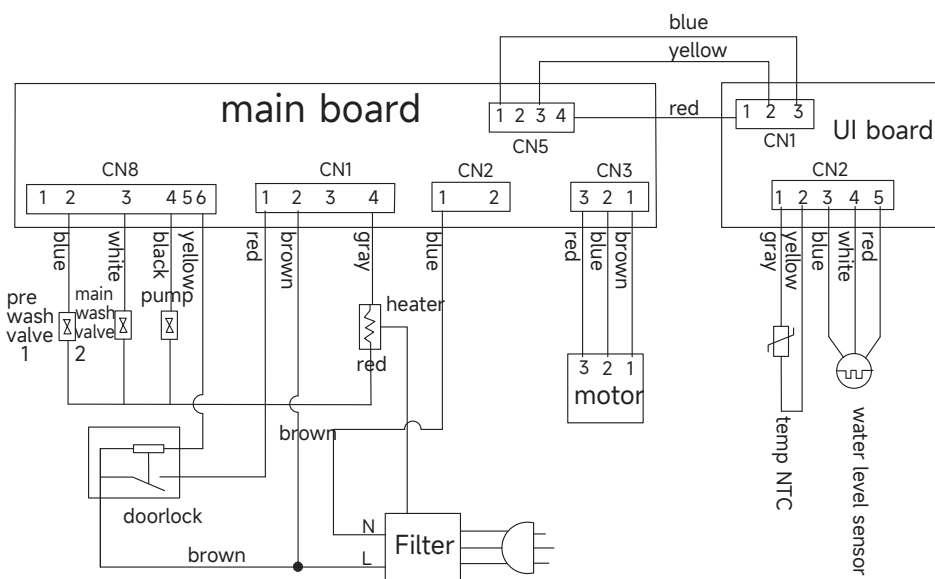 blue
yellow
main board
1 2 3 4
CN5
red
1 2 3
CN1
UI board
CN8
1 2 3 4 5 6
CN1
1 2 3 4
CN2
1 2
CN3
3 2 1
CN2
1 2 3 4 5
blue
white
black
yellow
red
brown
gray
blue
red
blue
brown
gray
yellow
blue
white
red
pre
wash
valve
1
main
wash
valve
2
pump
heater
red
3 2 1
motor
brown
doorlock
brown
N
L
Filter
temp NTC
water level sensor